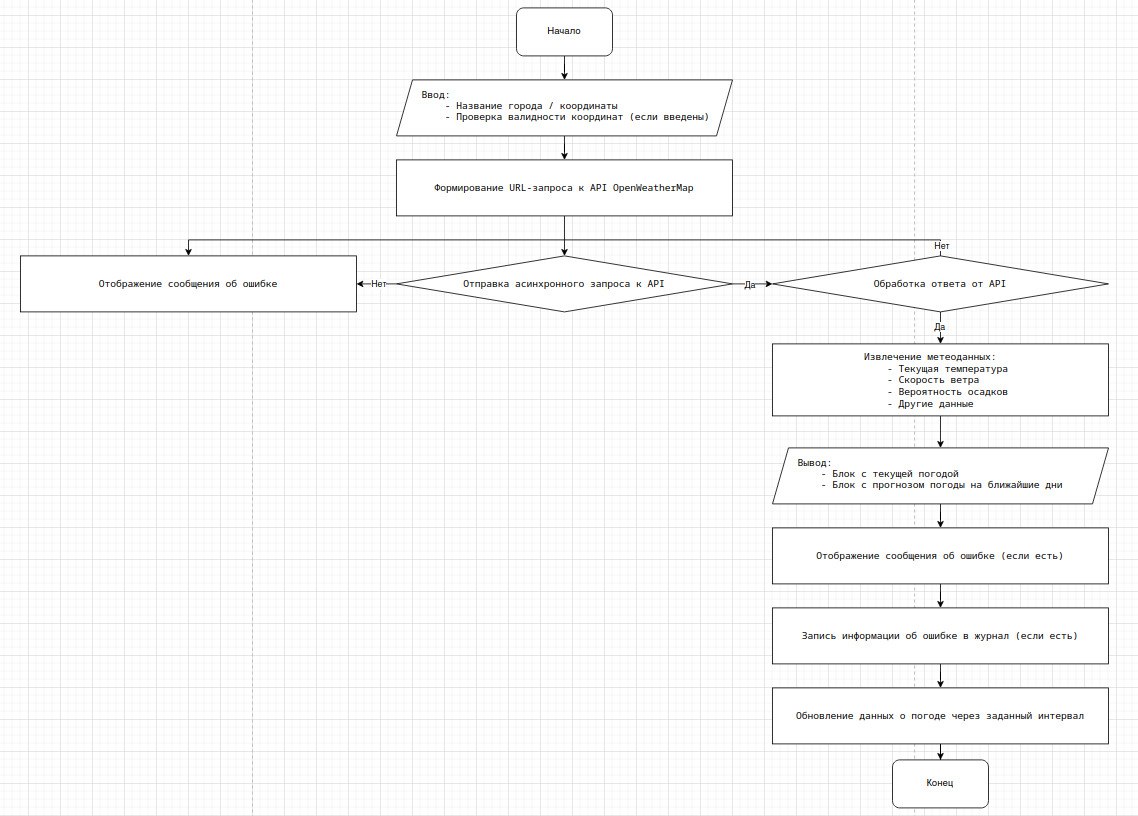 Начало
Ввод:
- Название города / координаты
- Проверка валидности координат (если введены)
Формирование URL-запроса к API OpenWeatherMap
Нет
Отображение сообщения об ошибке
Нет
Отправка асинхронного запроса к API
Да
Обработка ответа от API
Да
Извлечение метеоданных:
- Текущая температура
- Скорость ветра
- Вероятность осадков
- Другие данные
Вывод:
- Блок с текущей погодой
- Блок с прогнозом погоды на ближайшие дни
Отображение сообщения об ошибке (если есть)
Запись информации об ошибке в журнал (если есть)
Обновление данных о погоде через заданный интервал
Конец